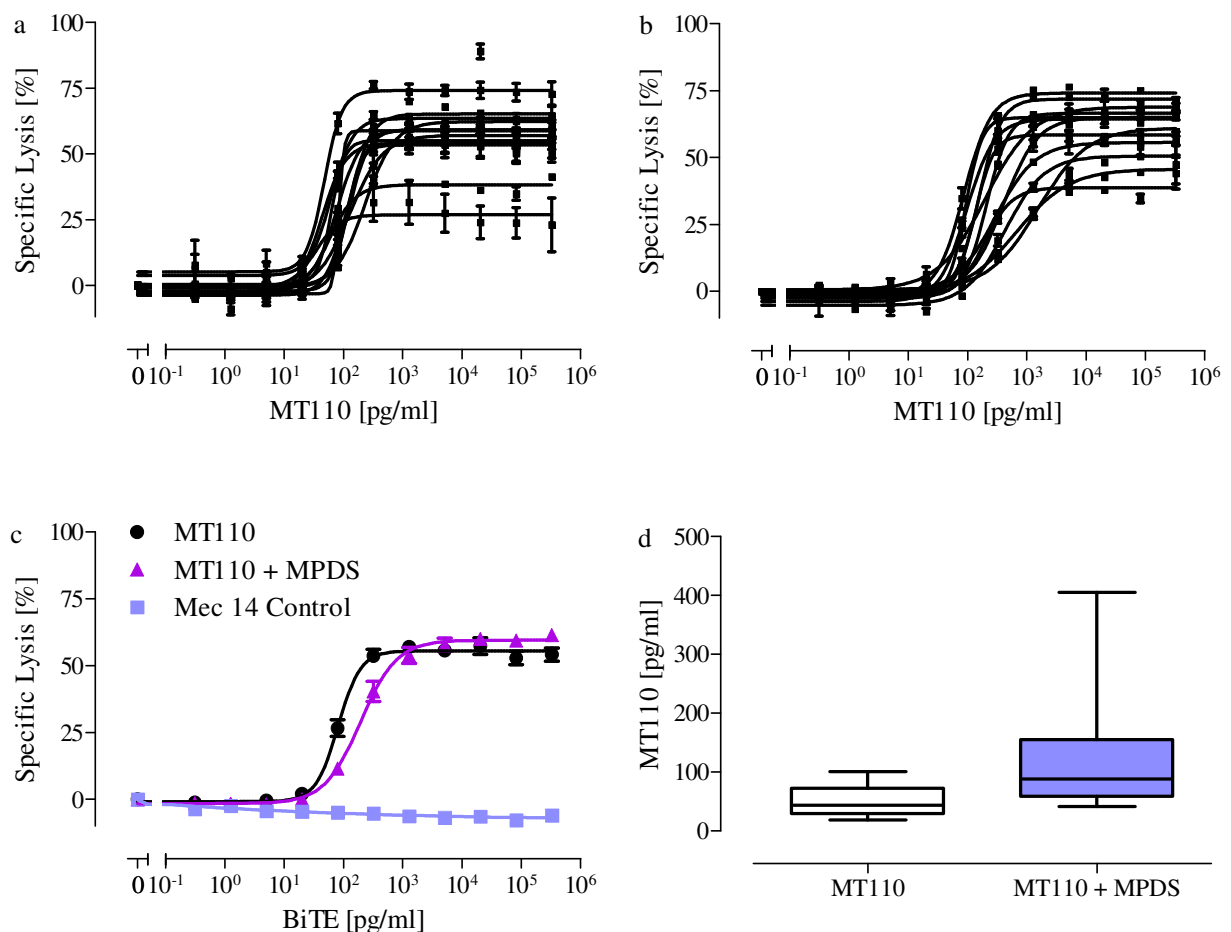 a
100
75
50
25
0
Specific Lysis [%]
0 10⁻¹ 10⁰ 10¹ 10² 10³ 10⁴ 10⁵ 10⁶
MT110 [pg/ml]
b
100
75
50
25
0
Specific Lysis [%]
0 10⁻¹ 10⁰ 10¹ 10² 10³ 10⁴ 10⁵ 10⁶
MT110 [pg/ml]
c
100
75
50
25
0
Specific Lysis [%]
MT110
MT110 + MPDS
Mec 14 Control
0 10⁻¹ 10⁰ 10¹ 10² 10³ 10⁴ 10⁵ 10⁶
BiTE [pg/ml]
d
500
400
300
200
100
0
MT110 [pg/ml]
MT110
MT110 + MPDS